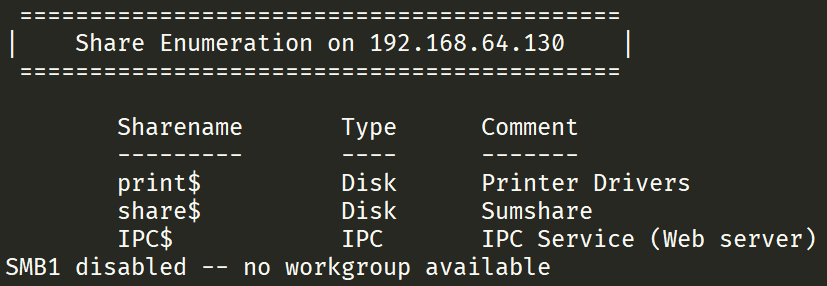 ===========================================
|    Share Enumeration on 192.168.64.130    |
===========================================
Sharename       Type      Comment
---------       ----      -------
print$          Disk      Printer Drivers
share$          Disk      Sumshare
IPC$            IPC       IPC Service (Web server)
SMB1 disabled -- no workgroup available